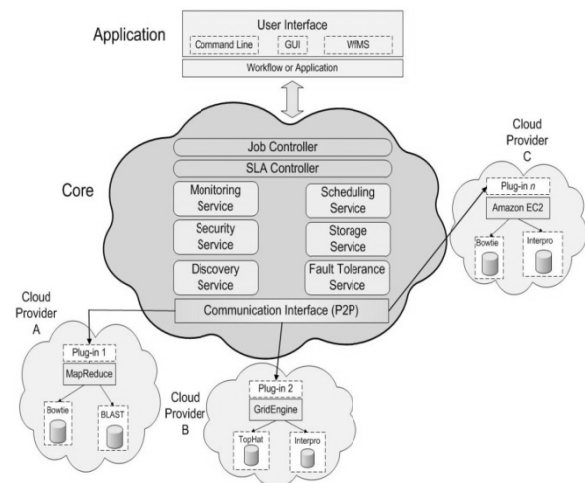 Application
User Interface
Command Line
GUI
WfMS
Workflow or Application
Core
Job Controller
SLA Controller
Monitoring
Service
Scheduling
Service
Security
Service
Storage
Service
Discovery
Service
Fault Tolerance
Service
Communication Interface (P2P)
Cloud
Provider
A
Plug-in 1
MapReduce
Bowtie
BLAST
Cloud
Provider
B
Plug-in 2
GridEngine
TopHat
Interpro
Cloud
Provider
C
Plug-in n
Amazon EC2
Bowtie
Interpro